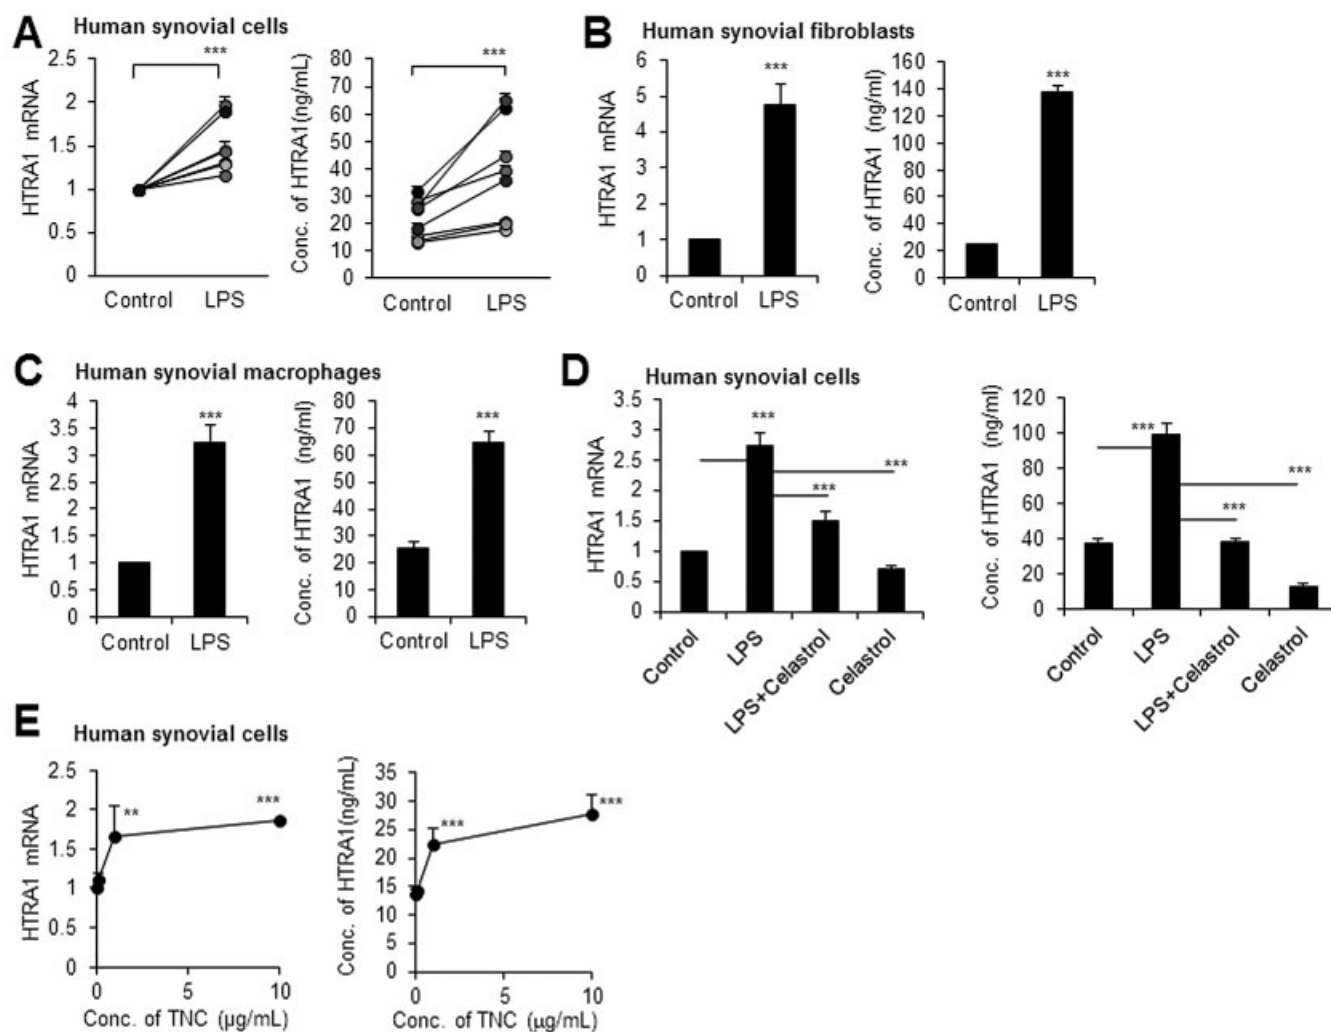 A Human synovial cells
HTRA1 mRNA
2.5
2
1.5
1
0.5
0
***
Control LPS
Conc. of HTRA1(ng/mL)
80
70
60
50
40
30
20
10
0
***
Control LPS
B Human synovial fibroblasts
HTRA1 mRNA
6
5
4
3
2
1
0
***
Control LPS
Conc. of HTRA1 (ng/ml)
160
140
120
100
80
60
40
20
0
***
Control LPS
C Human synovial macrophages
HTRA1 mRNA
4
3.5
3
2.5
2
1.5
1
0.5
0
***
Control LPS
Conc. of HTRA1 (ng/ml)
80
70
60
50
40
30
20
10
0
***
Control LPS
D Human synovial cells
HTRA1 mRNA
3.5
3
2.5
2
1.5
1
0.5
0
***
***
***
Control
LPS
LPS+Celastrol
Celastrol
Conc. of HTRA1 (ng/ml)
120
100
80
60
40
20
0
***
***
***
Control
LPS
LPS+Celastrol
Celastrol
E Human synovial cells
HTRA1 mRNA
2.5
2
1.5
1
0.5
0
** ***
0 5 10
Conc. of TNC (µg/mL)
Conc. of HTRA1(ng/mL)
35
30
25
20
15
10
5
0
***
***
0 5 10
Conc. of TNC (µg/mL)